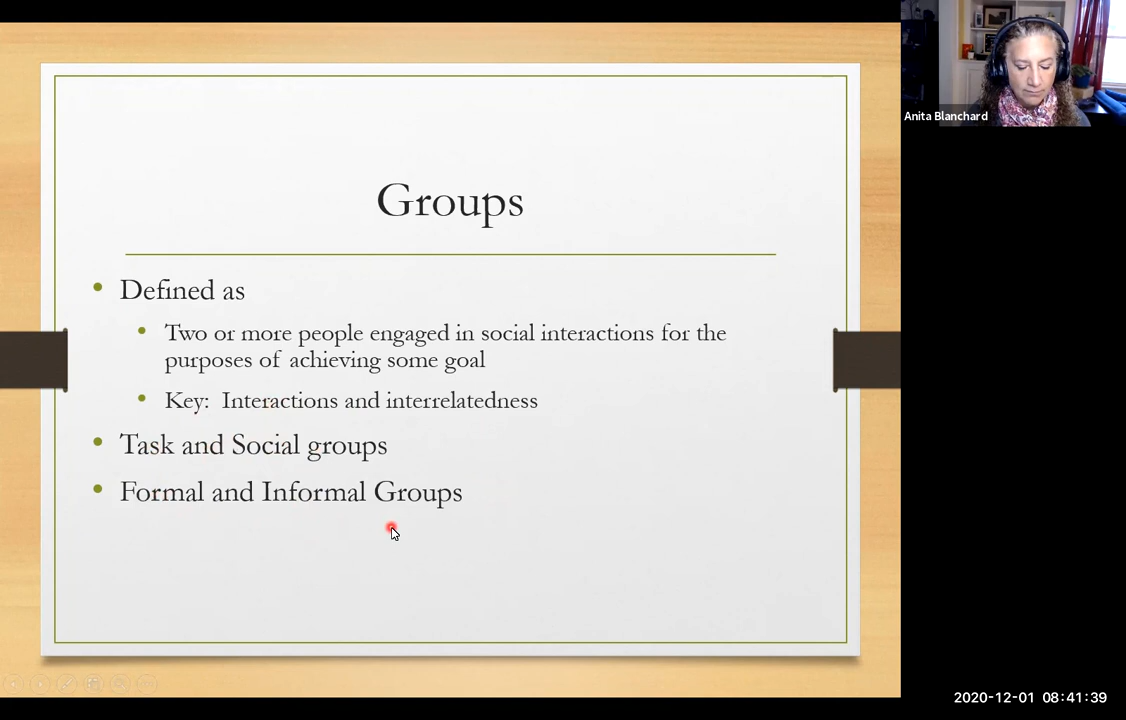 Groups
Defined as
Two or more people engaged in social interactions for the
purposes of achieving some goal
Key: Interactions and interrelatedness
Task and Social groups
Formal and Informal Groups
Anita Blanchard
2020-12-01 08:41:39